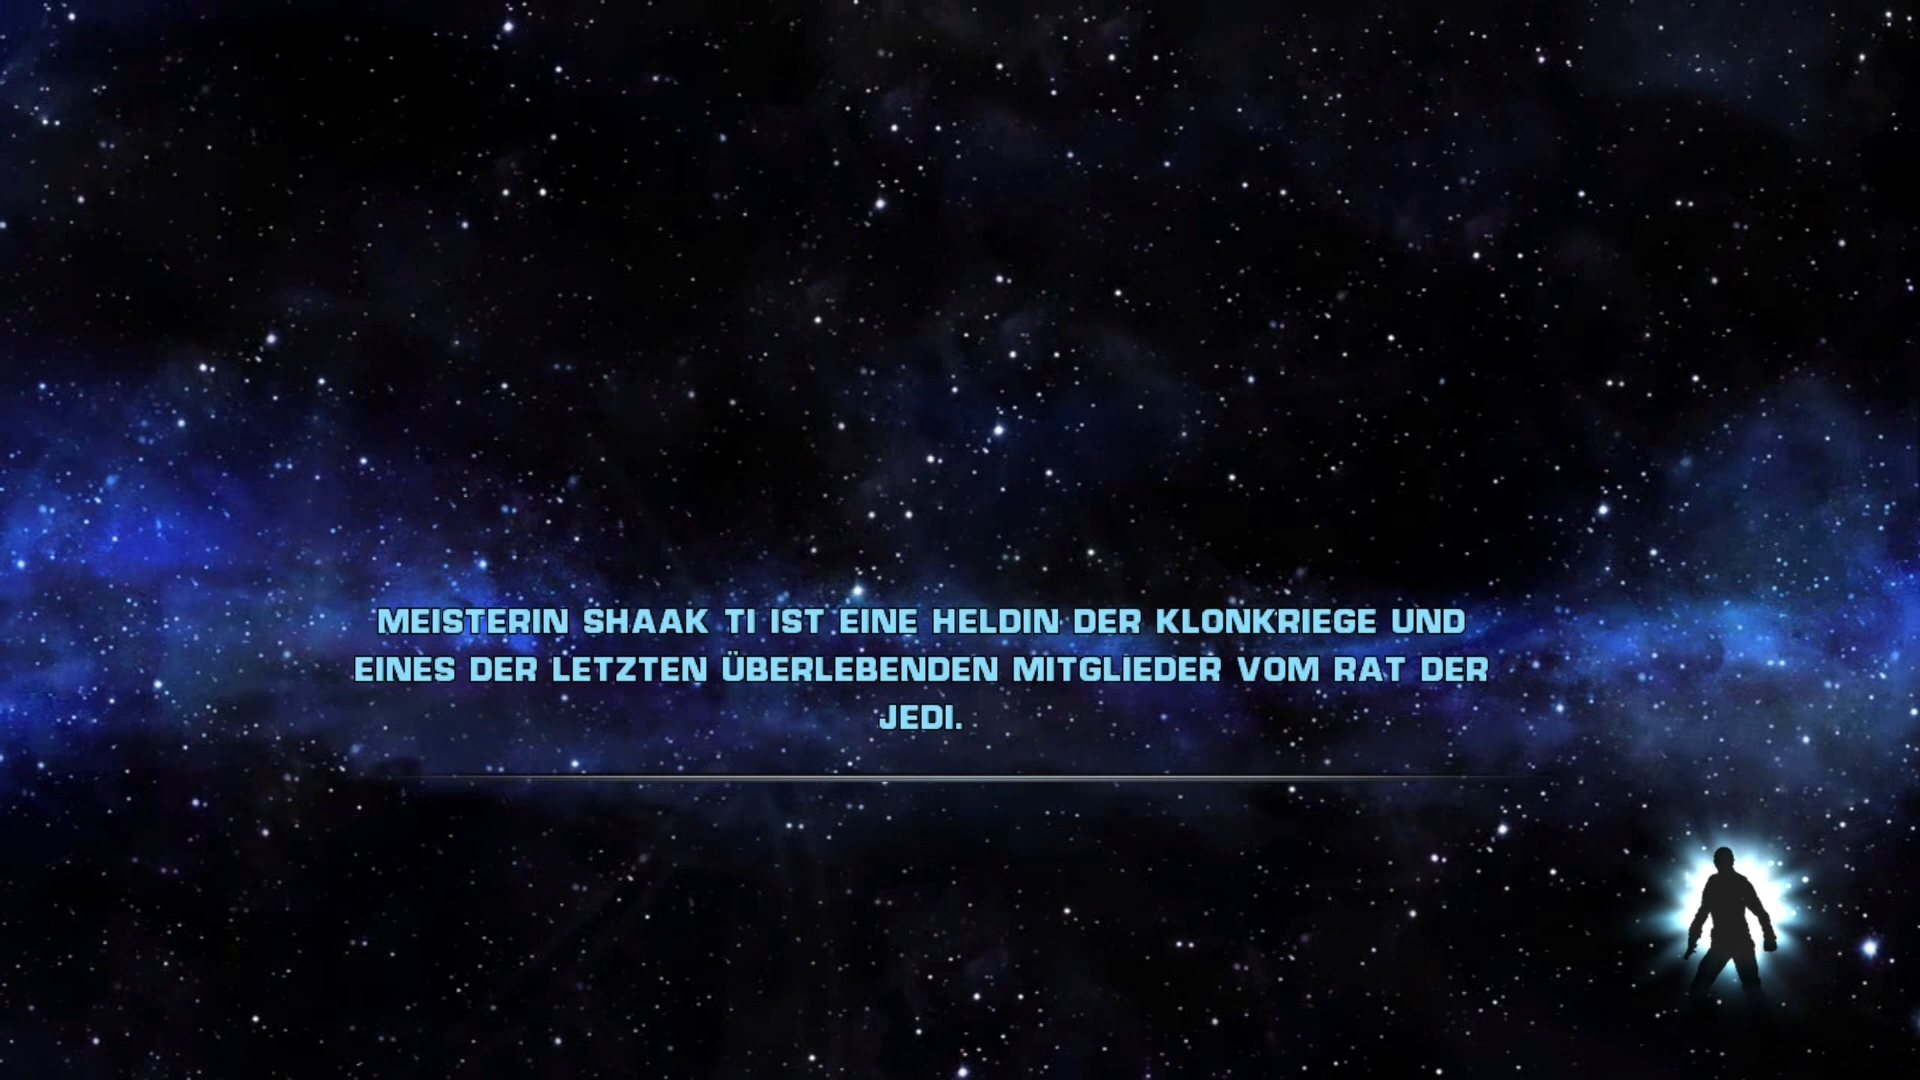 MEISTERIN SHAAK TI IST EINE HELDIN DER KLONKRIEGE UND
EINES DER LETZTEN ÜBERLEBENDEN MITGLIEDER VOM RAT DER
JEDI.